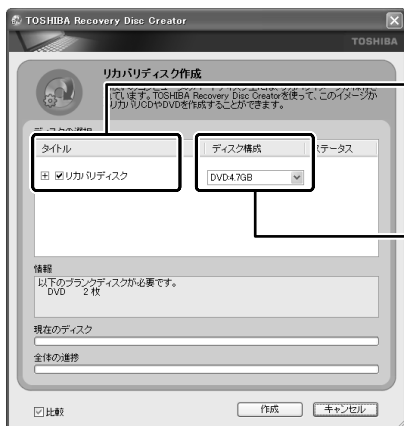 TOSHIBA Recovery Disc Creator
TOSHIBA
リカバリディスク作成
しています。TOSHIBA Recovery Disc Creatorを使って、このイメージか
らリカバリCDやDVDを作成することができます。
タイトル ディスク構成 ステータス
リカバリディスク DVD:4.7GB
情報
以下のブランクディスクが必要です。
DVD 2 枚
現在のディスク
全体の進捗
比較 作成 キャンセル